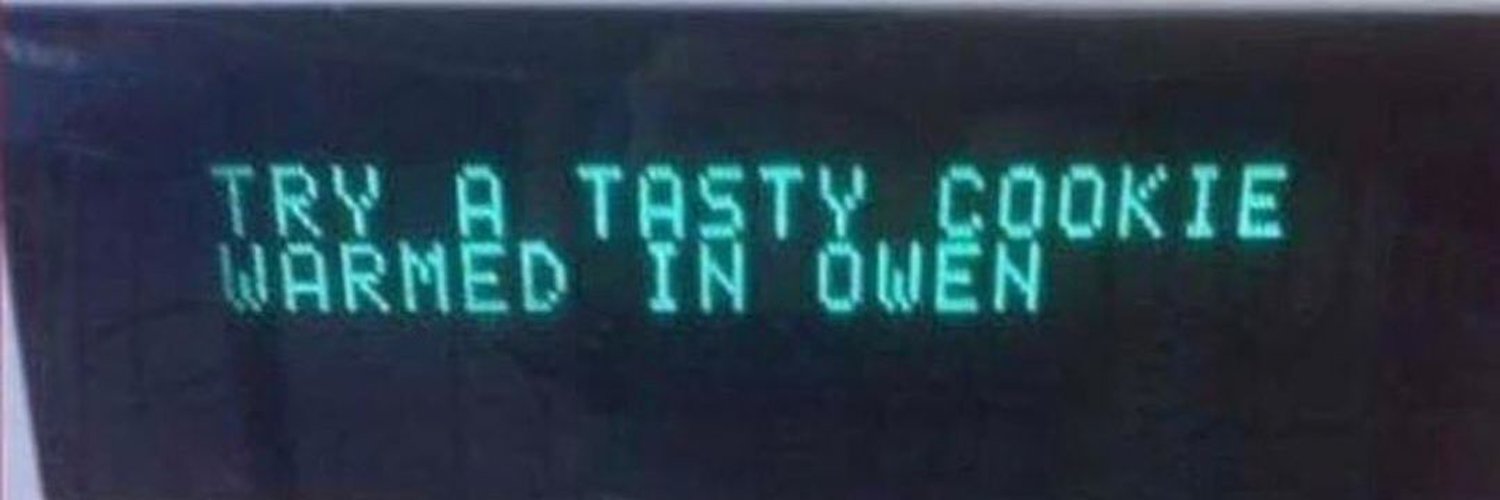 TRY A TASTY COOKIE
WARMED IN OWEN